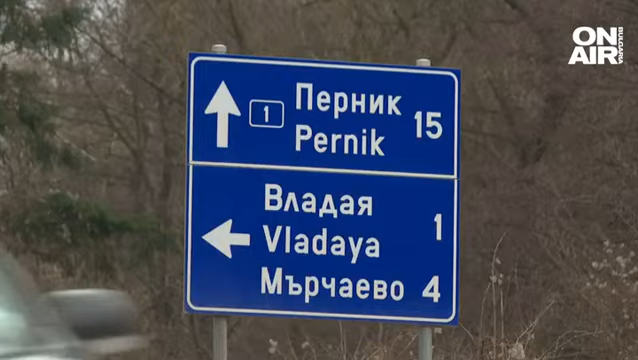 ON
AIR
BULGARIA
1
Перник
Pernik
15
Владая
Vladaya
1
Мърчаево 4